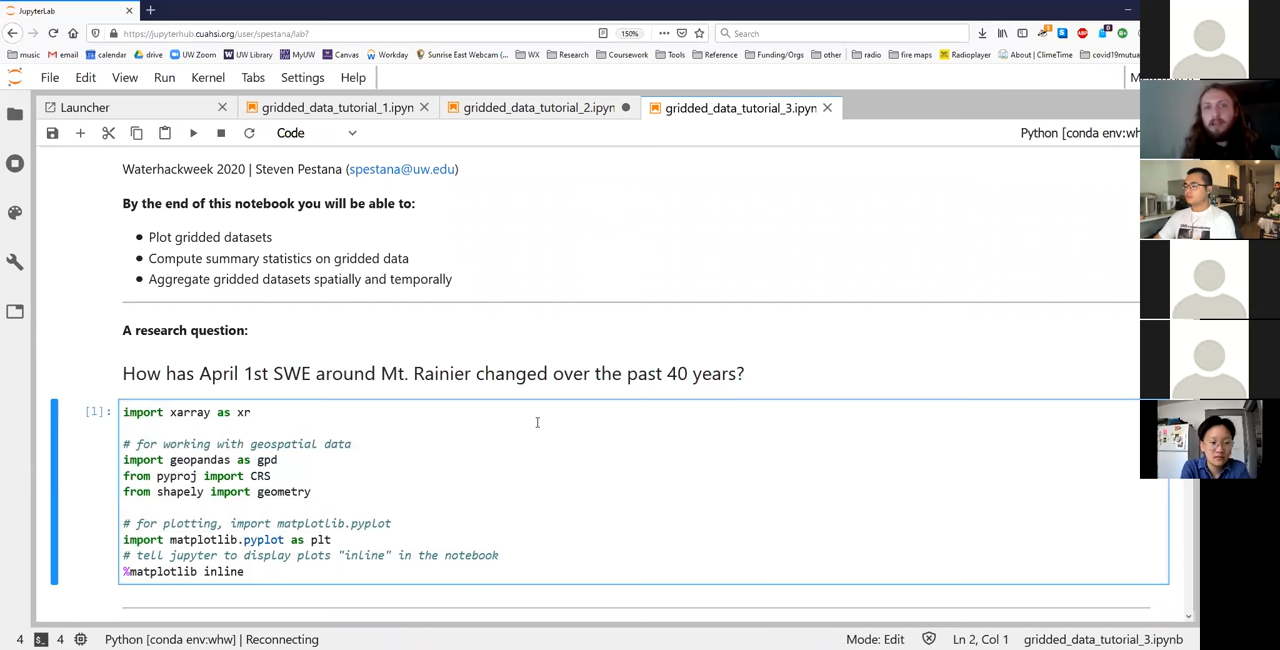 JupyterLab
https://jupyterhub.cuahsi.org/user/spestana/lab?
150%
Search
music
email
calendar
drive
UW Zoom
UW Library
MyUW
Canvas
Workday
Sunrise East Webcam (...
WX
Research
Coursework
Tools
Reference
Funding/Orgs
other
radio
fire maps
Radioplayer
About | ClimeTime
covid19mutua
File Edit View Run Kernel Tabs Settings Help
Launcher
gridded_data_tutorial_1.ipyn
gridded_data_tutorial_2.ipyn
gridded_data_tutorial_3.ipyn
Code
Python [conda env:wh
Waterhackweek 2020 | Steven Pestana (spestana@uw.edu)
By the end of this notebook you will be able to:
Plot gridded datasets
Compute summary statistics on gridded data
Aggregate gridded datasets spatially and temporally
A research question:
How has April 1st SWE around Mt. Rainier changed over the past 40 years?
[1]:
import xarray as xr
# for working with geospatial data
import geopandas as gpd
from pyproj import CRS
from shapely import geometry
# for plotting, import matplotlib.pyplot
import matplotlib.pyplot as plt
# tell jupyter to display plots "inline" in the notebook
%matplotlib inline
4 4 Python [conda env:whw] | Reconnecting
Mode: Edit Ln 2, Col 1 gridded_data_tutorial_3.ipynb